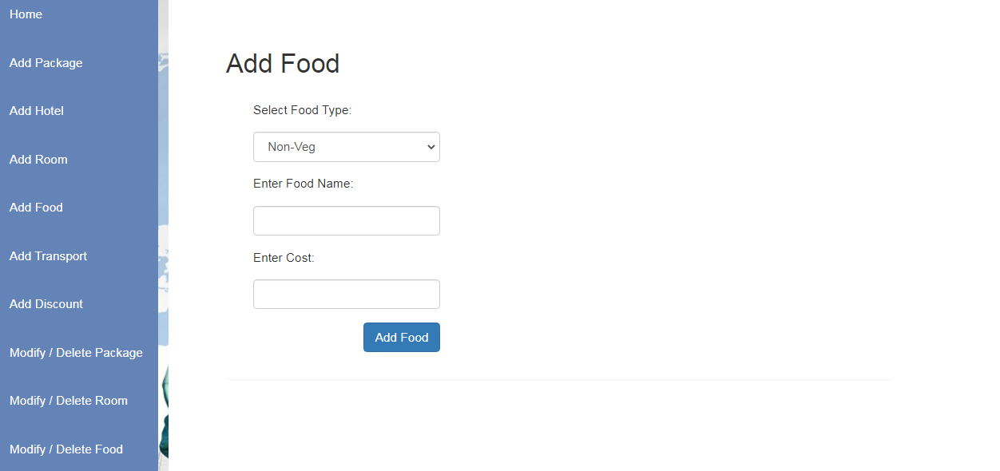 Home
Add Package
Add Hotel
Add Room
Add Food
Add Transport
Add Discount
Modify / Delete Package
Modify / Delete Room
Modify / Delete Food
Add Food
Select Food Type:
Non-Veg
Enter Food Name:
Enter Cost:
Add Food